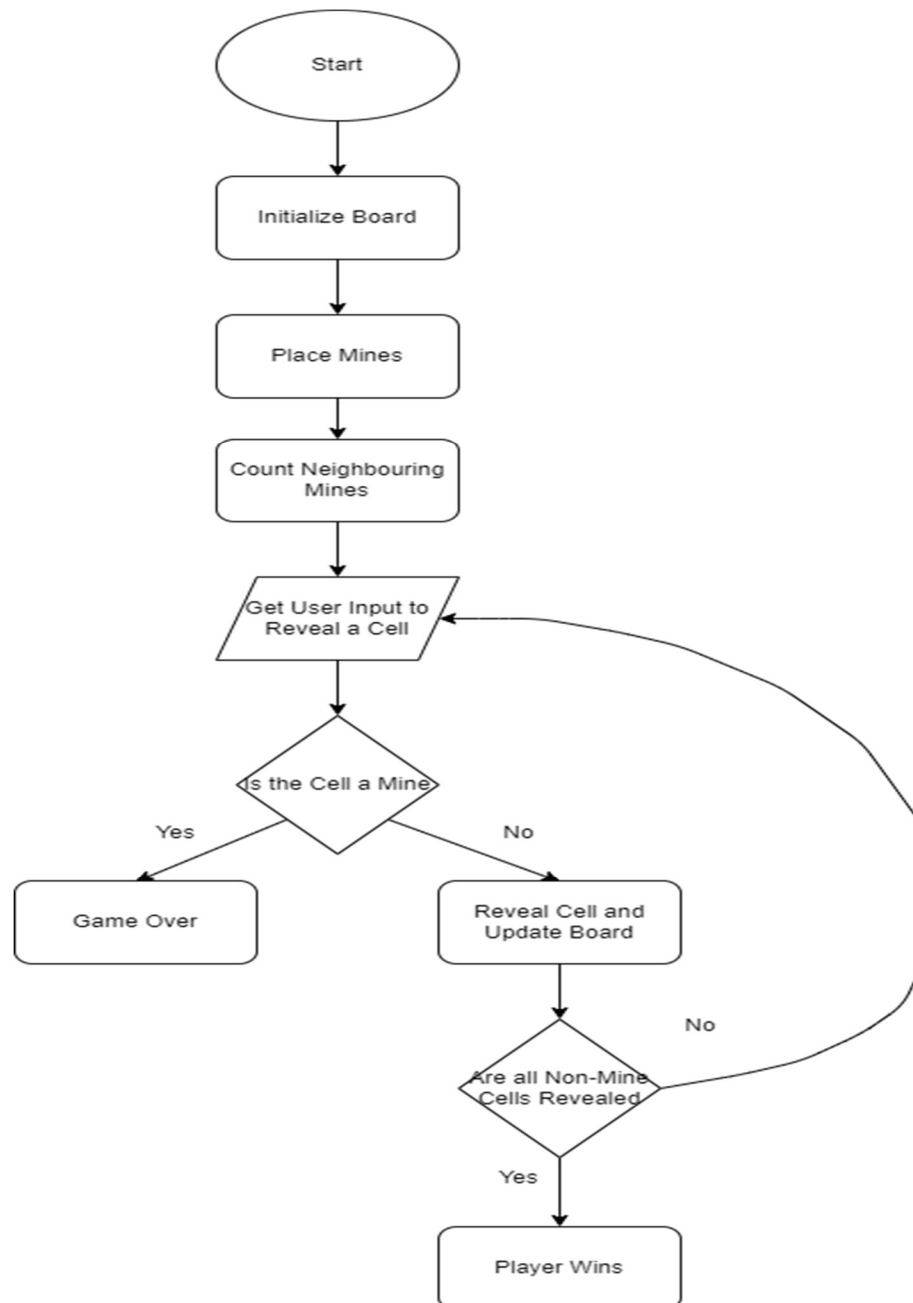 Start
Initialize Board
Place Mines
Count Neighbouring
Mines
Get User Input to
Reveal a Cell
Is the Cell a Mine
Yes
No
Game Over
Reveal Cell and
Update Board
No
Are all Non-Mine
Cells Revealed
Yes
Player Wins